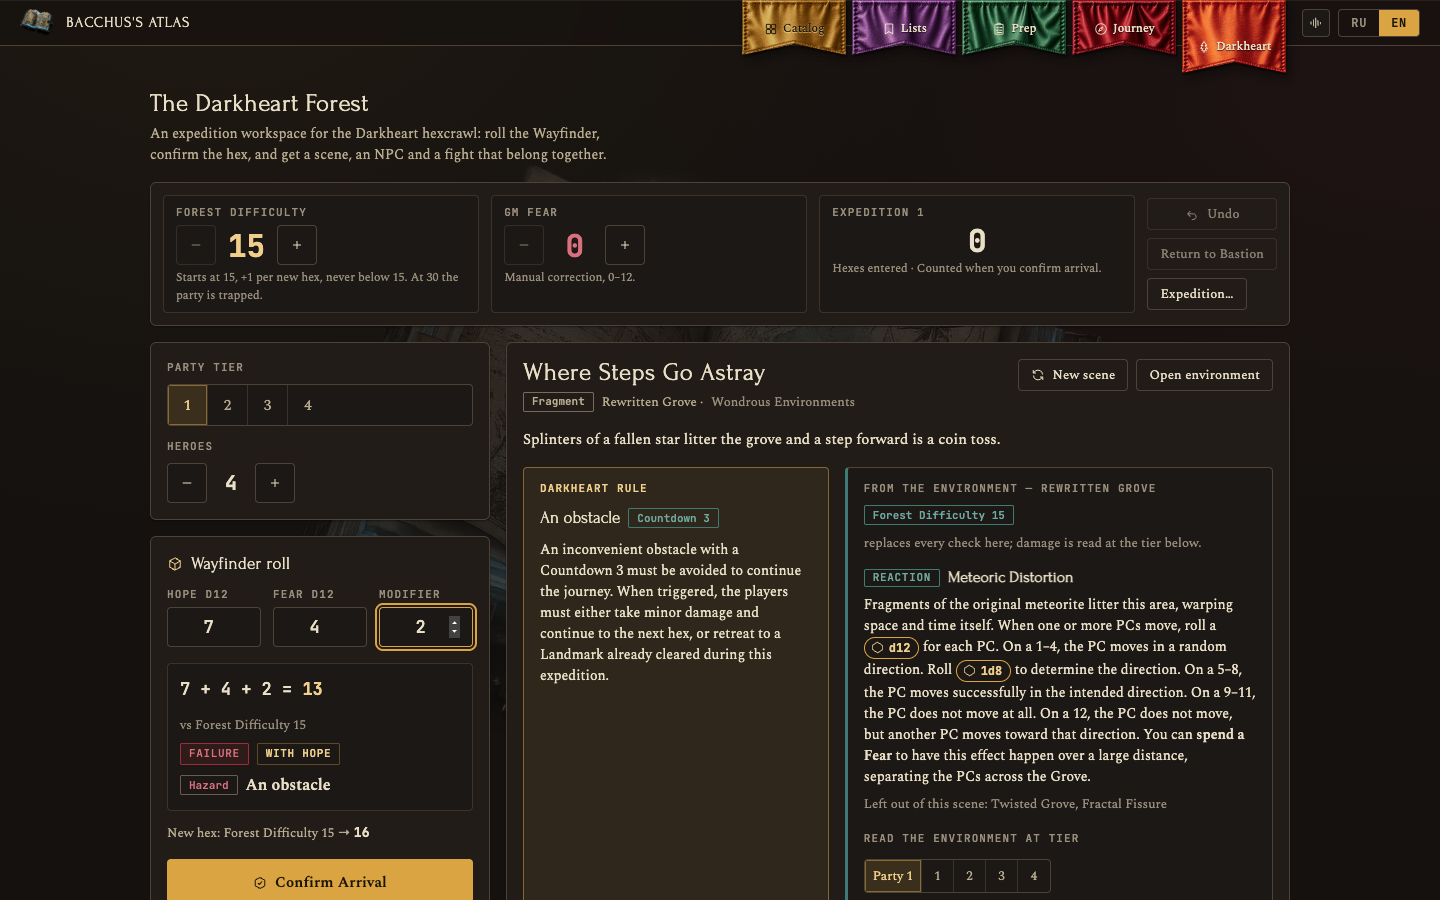 BACCHUS'S ATLAS
Catalog
Lists
Prep
Journey
Darkheart
RU
EN
The Darkheart Forest
An expedition workspace for the Darkheart hexcrawl: roll the Wayfinder,
confirm the hex, and get a scene, an NPC and a fight that belong together.
FOREST DIFFICULTY
− 15 +
Starts at 15, +1 per new hex, never below 15. At 30 the
party is trapped.
GM FEAR
− 0 +
Manual correction, 0–12.
EXPEDITION 1
0
Hexes entered · Counted when you confirm arrival.
Undo
Return to Bastion
Expedition…
PARTY TIER
1 2 3 4
HEROES
− 4 +
Wayfinder roll
HOPE D12 FEAR D12 MODIFIER
7 4 2
7 + 4 + 2 = 13
vs Forest Difficulty 15
FAILURE WITH HOPE
Hazard An obstacle
New hex: Forest Difficulty 15 → 16
Confirm Arrival
Where Steps Go Astray
New scene
Open environment
Fragment Rewritten Grove · Wondrous Environments
Splinters of a fallen star litter the grove and a step forward is a coin toss.
DARKHEART RULE
An obstacle Countdown 3
An inconvenient obstacle with a
Countdown 3 must be avoided to continue
the journey. When triggered, the players
must either take minor damage and
continue to the next hex, or retreat to a
Landmark already cleared during this
expedition.
FROM THE ENVIRONMENT — REWRITTEN GROVE
Forest Difficulty 15
replaces every check here; damage is read at the tier below.
REACTION Meteoric Distortion
Fragments of the original meteorite litter this area, warping
space and time itself. When one or more PCs move, roll a
d12 for each PC. On a 1–4, the PC moves in a random
direction. Roll 1d8 to determine the direction. On a 5–8,
the PC moves successfully in the intended direction. On a 9–11,
the PC does not move at all. On a 12, the PC does not move,
but another PC moves toward that direction. You can spend a
Fear to have this effect happen over a large distance,
separating the PCs across the Grove.
Left out of this scene: Twisted Grove, Fractal Fissure
READ THE ENVIRONMENT AT TIER
Party 1 1 2 3 4